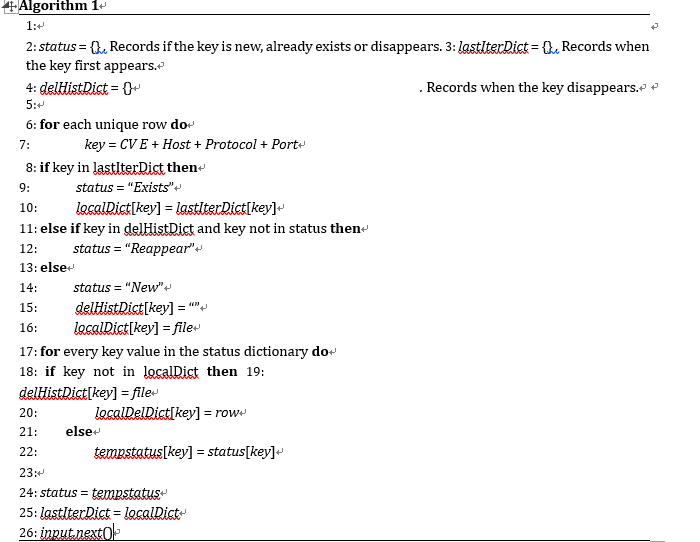 Algorithm 1
1:
2: status = {}. Records if the key is new, already exists or disappears. 3: lastIterDict = {}. Records when
the key first appears.
4: delHistDict = {} . Records when the key disappears.
5:
6: for each unique row do
7: key = CV E + Host + Protocol + Port
8: if key in lastIterDict then
9: status = “Exists”
10: localDict[key] = lastIterDict[key]
11: else if key in delHistDict and key not in status then
12: status = “Reappear”
13: else
14: status = “New”
15: delHistDict[key] = “”
16: localDict[key] = file
17: for every key value in the status dictionary do
18: if key not in localDict then 19:
delHistDict[key] = file
20: localDelDict[key] = row
21: else
22: tempstatus[key] = status[key]
23:
24: status = tempstatus
25: lastIterDict = localDict
26: input.next()